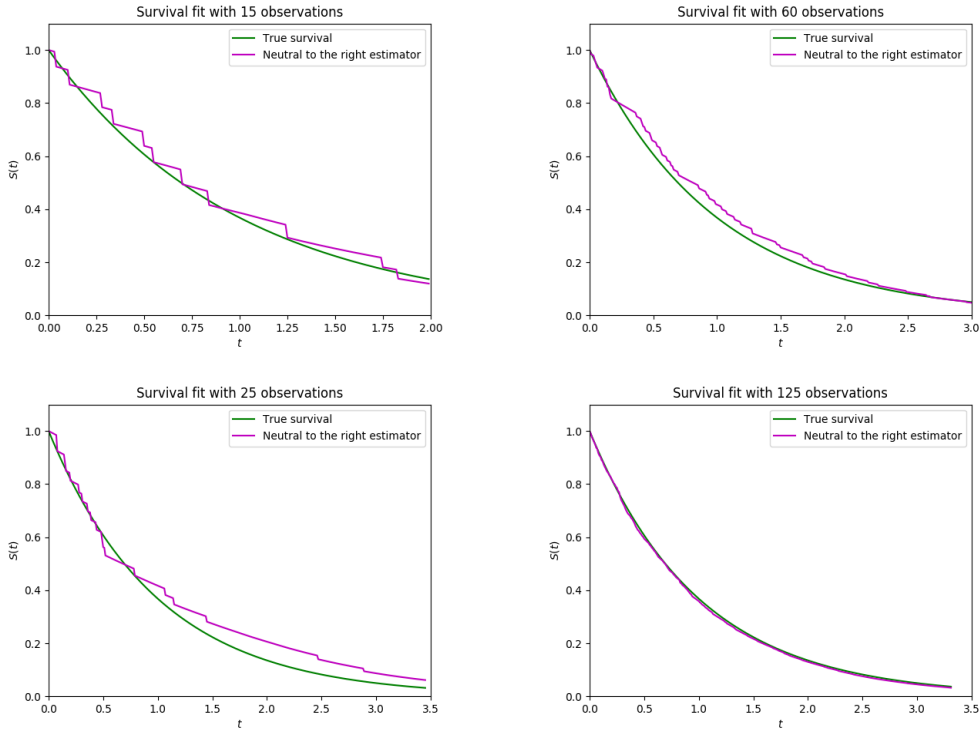 Survival fit with 15 observations
True survival
Neutral to the right estimator
1.0
0.8
0.6
0.4
0.2
0.0
S(t)
0.00 0.25 0.50 0.75 1.00 1.25 1.50 1.75 2.00
t
Survival fit with 60 observations
True survival
Neutral to the right estimator
1.0
0.8
0.6
0.4
0.2
0.0
S(t)
0.0 0.5 1.0 1.5 2.0 2.5 3.0
t
Survival fit with 25 observations
True survival
Neutral to the right estimator
1.0
0.8
0.6
0.4
0.2
0.0
S(t)
0.0 0.5 1.0 1.5 2.0 2.5 3.0 3.5
t
Survival fit with 125 observations
True survival
Neutral to the right estimator
1.0
0.8
0.6
0.4
0.2
0.0
S(t)
0.0 0.5 1.0 1.5 2.0 2.5 3.0 3.5
t